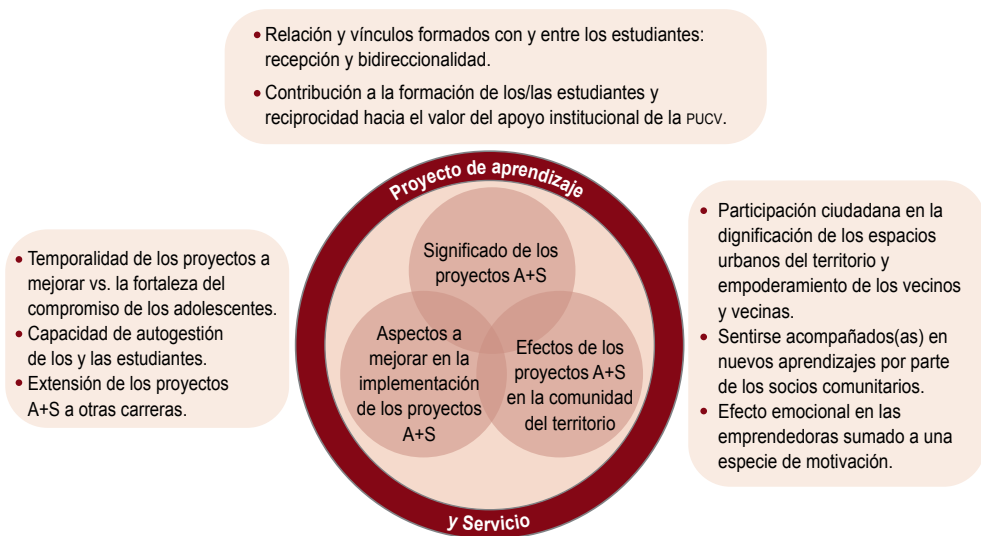 • Relación y vínculos formados con y entre los estudiantes:
recepción y bidireccionalidad.
• Contribución a la formación de los/las estudiantes y
reciprocidad hacia el valor del apoyo institucional de la PUCV.
Proyecto de aprendizaje
Significado de los
proyectos A+S
Aspectos a
mejorar en la
implementación
de los proyectos
A+S
Efectos de los
proyectos A+S
en la comunidad
del territorio
y Servicio
• Temporalidad de los proyectos a
mejorar vs. la fortaleza del
compromiso de los adolescentes.
• Capacidad de autogestión
de los y las estudiantes.
• Extensión de los proyectos
A+S a otras carreras.
• Participación ciudadana en la
dignificación de los espacios
urbanos del territorio y
empoderamiento de los vecinos
y vecinas.
• Sentirse acompañados(as) en
nuevos aprendizajes por parte
de los socios comunitarios.
• Efecto emocional en las
emprendedoras sumado a una
especie de motivación.